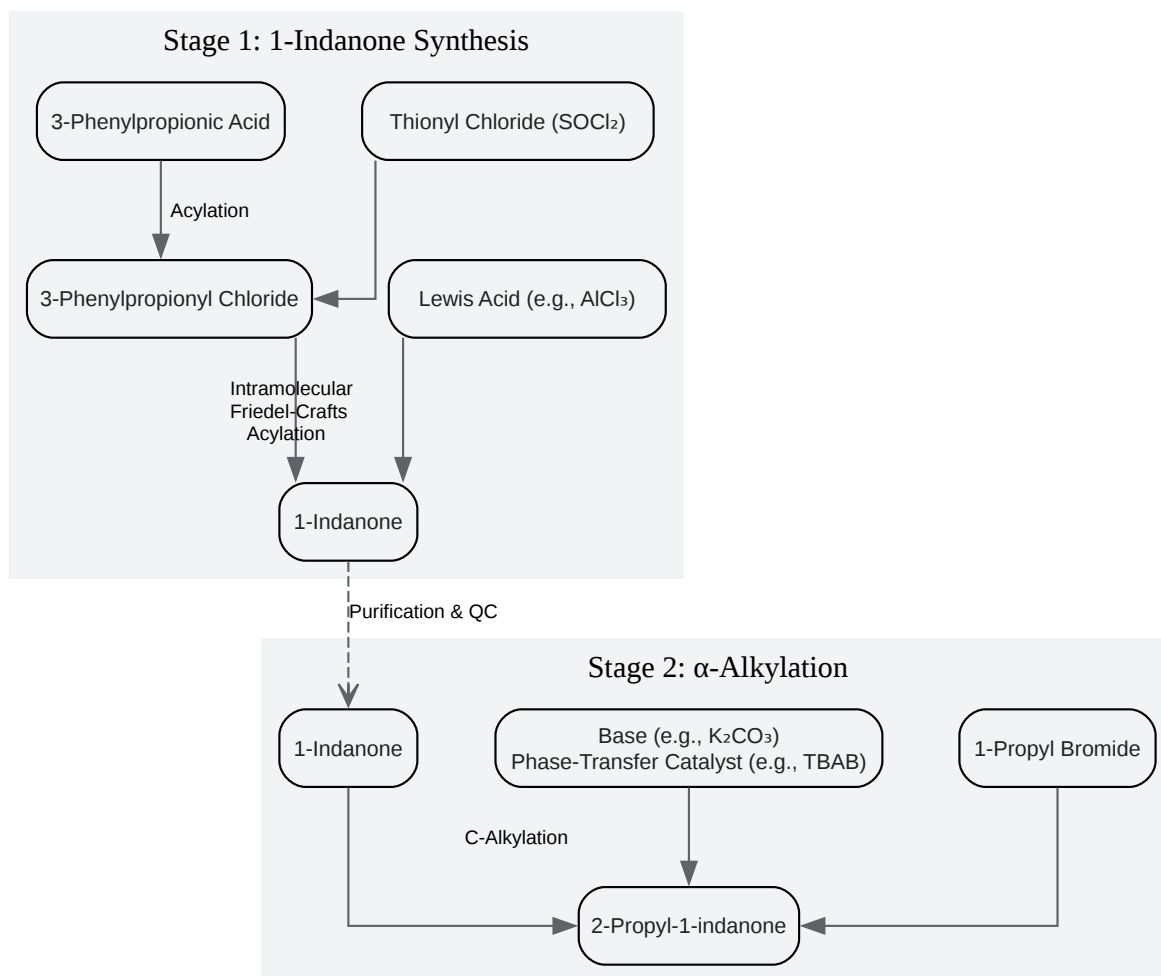 Stage 1: 1-Indanone Synthesis
3-Phenylpropionic Acid
Thionyl Chloride (SOCl₂)
Acylation
3-Phenylpropionyl Chloride
Lewis Acid (e.g., AlCl₃)
Intramolecular
Friedel-Crafts
Acylation
1-Indanone
Purification & QC
Stage 2: α-Alkylation
1-Indanone
Base (e.g., K₂CO₃)
Phase-Transfer Catalyst (e.g., TBAB)
1-Propyl Bromide
C-Alkylation
2-Propyl-1-indanone